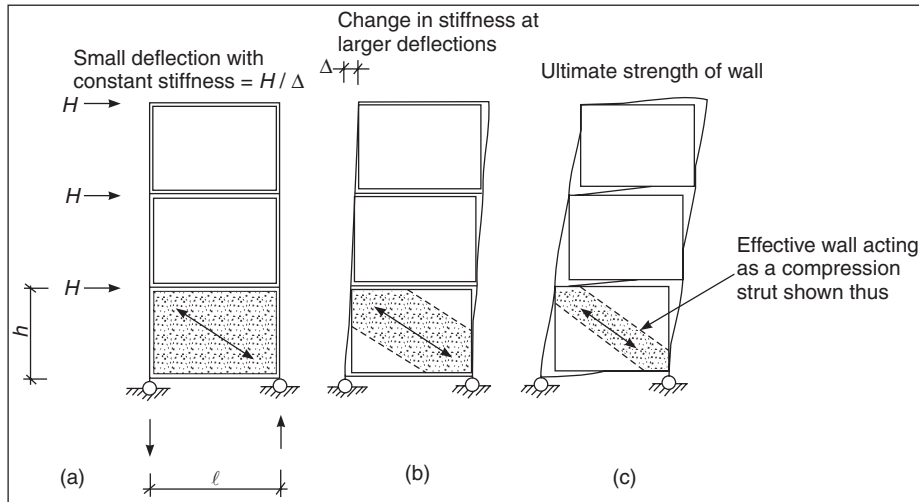 Small deflection with
constant stiffness = H / Δ
Change in stiffness at
larger deflections
Δ
Ultimate strength of wall
H
H
H
h
Effective wall acting
as a compression
strut shown thus
(a)
ℓ
(b)
(c)